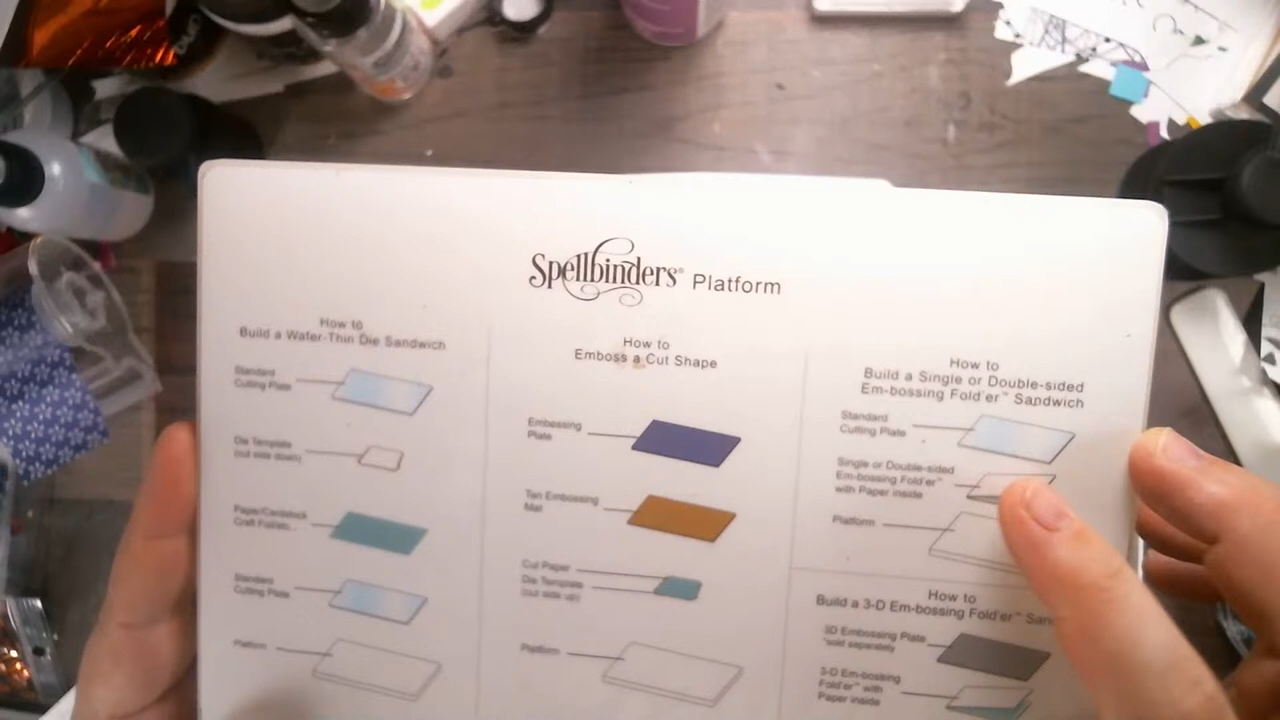 Spellbinders® Platform
How to
Build a Wafer-Thin Die Sandwich
Standard
Cutting Plate
Die Template
(cut side down)
Paper/Cardstock
Craft Foil/etc.
Standard
Cutting Plate
Platform
How to
Emboss a Cut Shape
Embossing
Plate
Tan Embossing
Mat
Cut Paper
Die Template
(cut side up)
Platform
How to
Build a Single or Double-sided
Em-bossing Fold'er™ Sandwich
Standard
Cutting Plate
Single or Double-sided
Em-bossing Fold'er™
with Paper inside
Platform
How to
Build a 3-D Em-bossing Fold'er™ San
3D Embossing Plate
*sold separately
3-D Em-bossing
Fold'er™ with
Paper inside